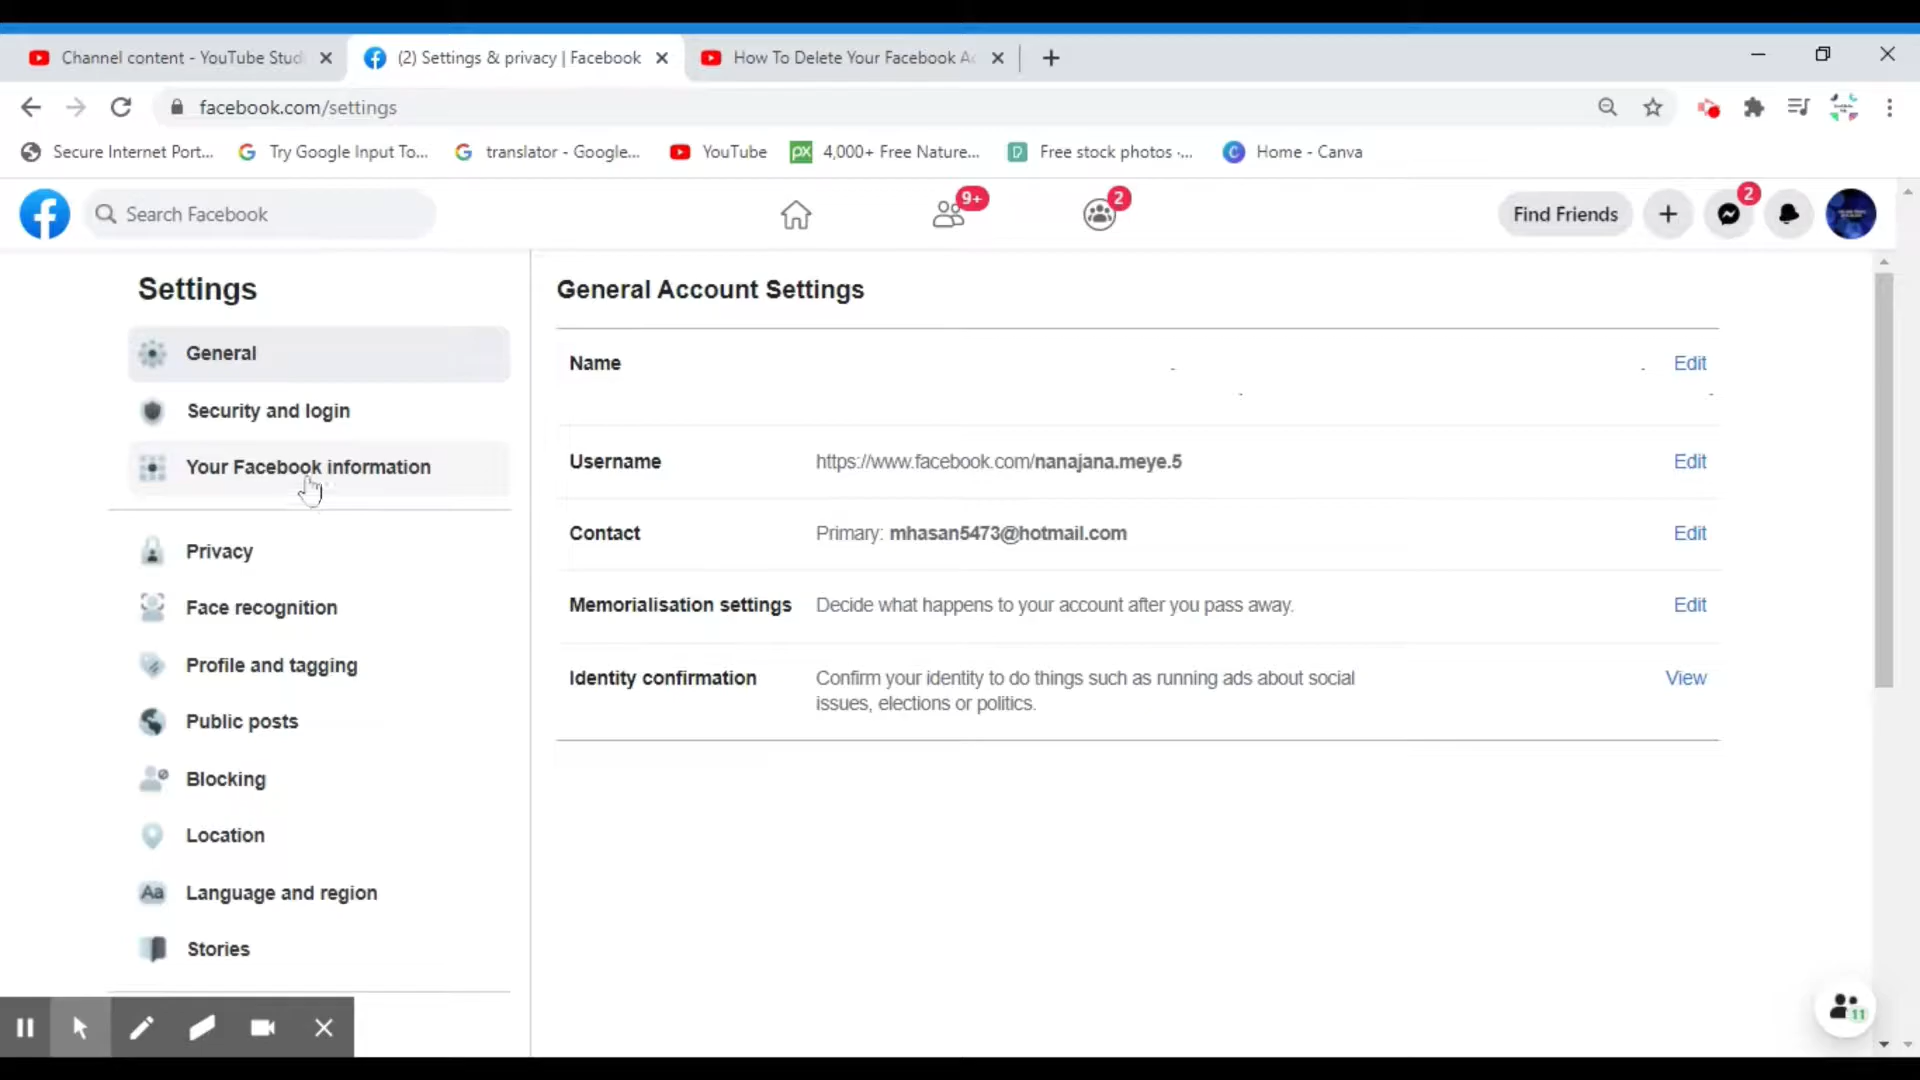 Channel content - YouTube Stud
(2) Settings & privacy | Facebook
How To Delete Your Facebook Ac
facebook.com/settings
Secure Internet Port...
Try Google Input To...
translator - Google...
YouTube
px
4,000+ Free Nature...
Free stock photos ·...
C
Home - Canva
Search Facebook
9+
2
Find Friends
2
Settings
General
Security and login
Your Facebook information
Privacy
Face recognition
Profile and tagging
Public posts
Blocking
Location
Aa
Language and region
Stories
General Account Settings
Name
Edit
Username
https://www.facebook.com/nanajana.meye.5
Edit
Contact
Primary: mhasan5473@hotmail.com
Edit
Memorialisation settings
Decide what happens to your account after you pass away.
Edit
Identity confirmation
Confirm your identity to do things such as running ads about social
issues, elections or politics.
View
11